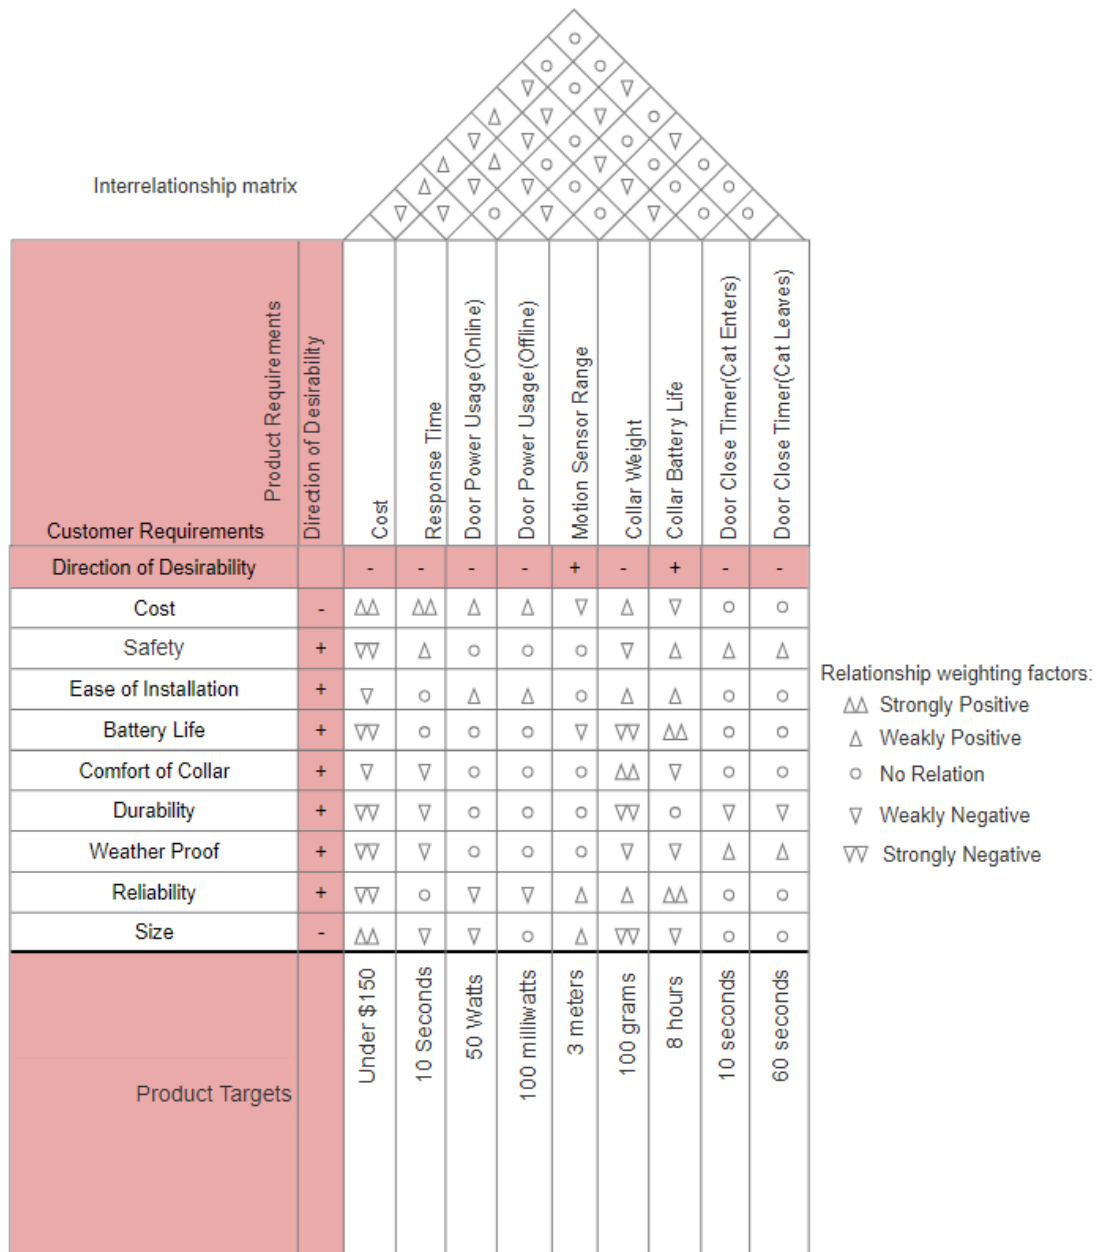 Interrelationship matrix
Product Requirements
Direction of Desirability
Customer Requirements
Cost
Response Time
Door Power Usage(Online)
Door Power Usage(Offline)
Motion Sensor Range
Collar Weight
Collar Battery Life
Door Close Timer(Cat Enters)
Door Close Timer(Cat Leaves)
Direction of Desirability - - - - + - + - -
Cost -
Safety +
Ease of Installation +
Battery Life +
Comfort of Collar +
Durability +
Weather Proof +
Reliability +
Size -
Relationship weighting factors:
Strongly Positive
Weakly Positive
No Relation
Weakly Negative
Strongly Negative
Product Targets
Under $150
10 Seconds
50 Watts
100 milliwatts
3 meters
100 grams
8 hours
10 seconds
60 seconds